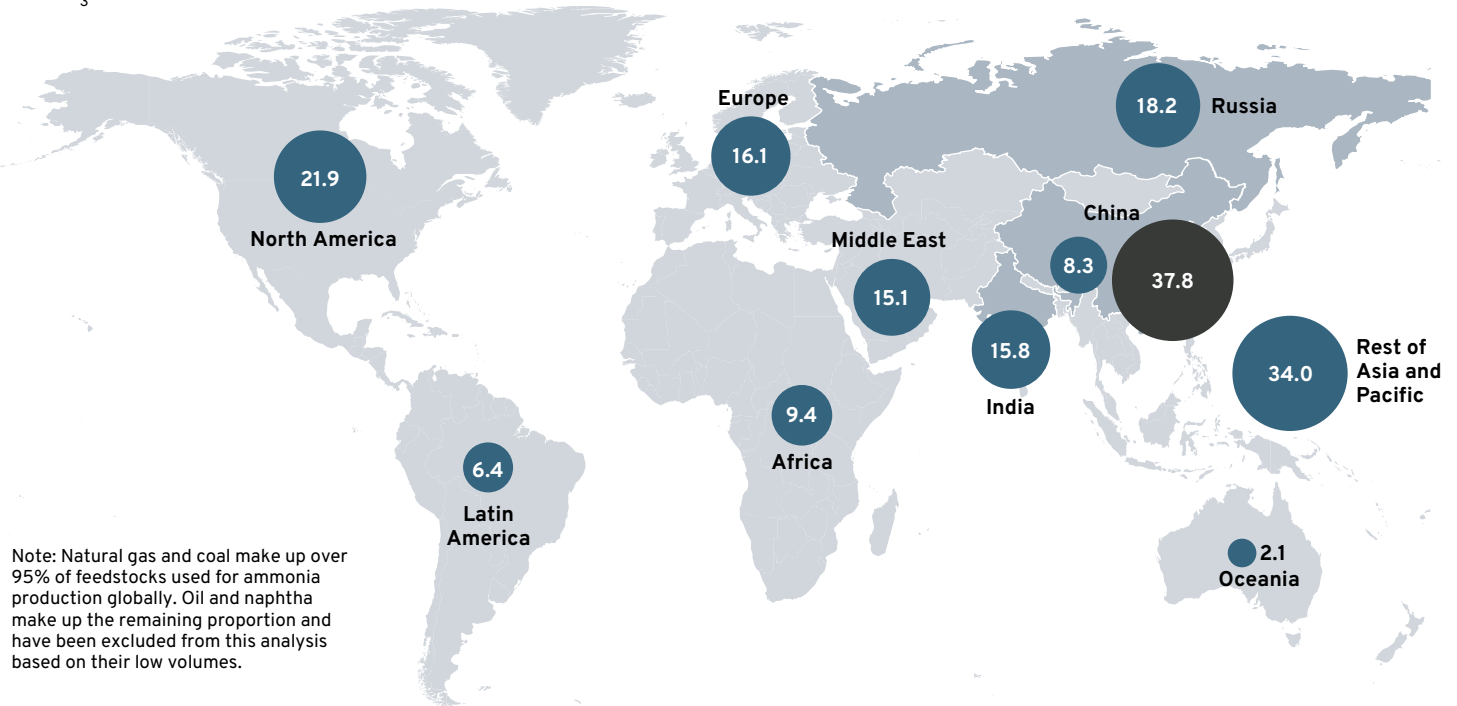 3
Europe
18.2
Russia
16.1
21.9
North America
China
Middle East
8.3
37.8
15.1
15.8
India
34.0
Rest of
Asia and
Pacific
9.4
Africa
6.4
Latin
America
2.1
Oceania
Note: Natural gas and coal make up over
95% of feedstocks used for ammonia
production globally. Oil and naphtha
make up the remaining proportion and
have been excluded from this analysis
based on their low volumes.